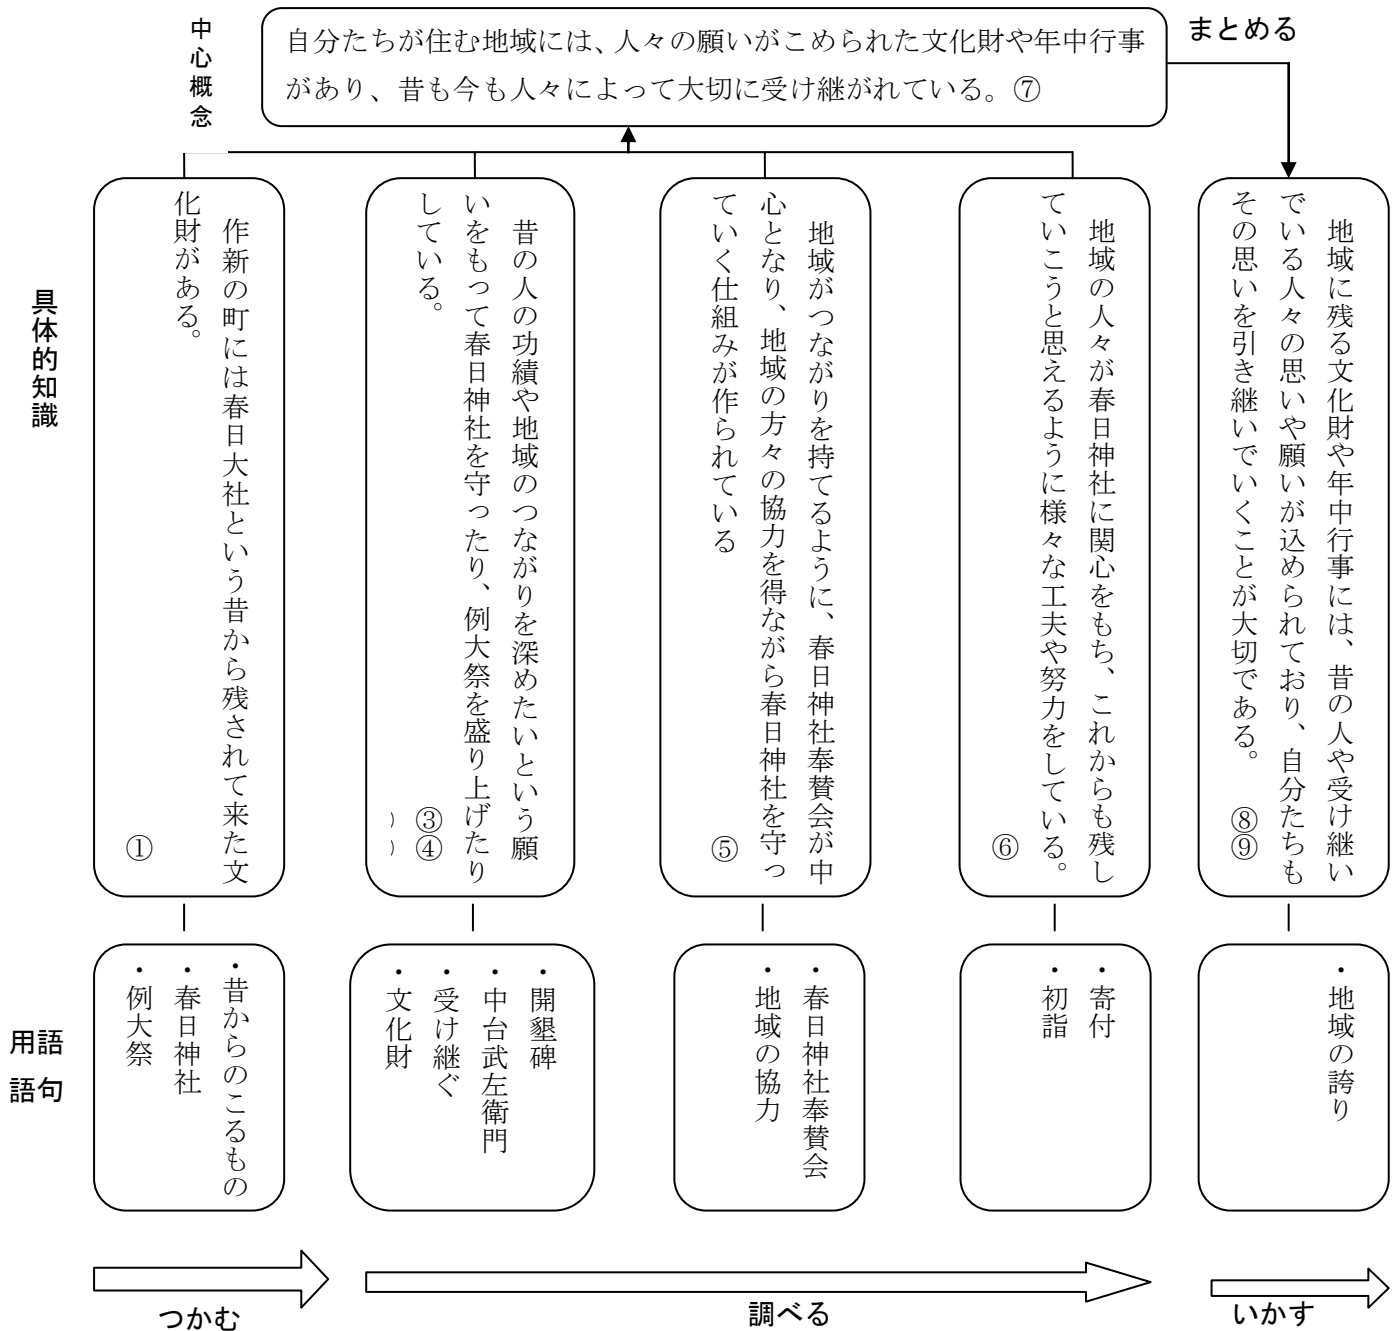 中心概念
自分たちが住む地域には、人々の願いがこめられた文化財や年中行事
があり、昔も今も人々によって大切に受け継がれている。⑦
まとめる
具体的知識
作新の町には春日大社という昔から残されて来た文
化財がある。
①
昔の人の功績や地域のつながりを深めたいという願
いをもって春日神社を守ったり、例大祭を盛り上げたり
している。
③④
))
地域がつながりを持てるように、春日神社奉賛会が中
心となり、地域の方々の協力を得ながら春日神社を守っ
ていく仕組みが作られている
⑤
地域の人々が春日神社に関心をもち、これからも残し
ていこうと思えるように様々な工夫や努力をしている。
⑥
地域に残る文化財や年中行事には、昔の人や受け継い
でいる人々の思いや願いが込められており、自分たちも
その思いを引き継いでいくことが大切である。
⑧⑨
用語
語句
・昔からのこるもの
・春日神社
・例大祭
・開墾碑
・中台武左衛門
・受け継ぐ
・文化財
・春日神社奉賛会
・地域の協力
・寄付
・初詣
・地域の誇り
つかむ
調べる
いかす